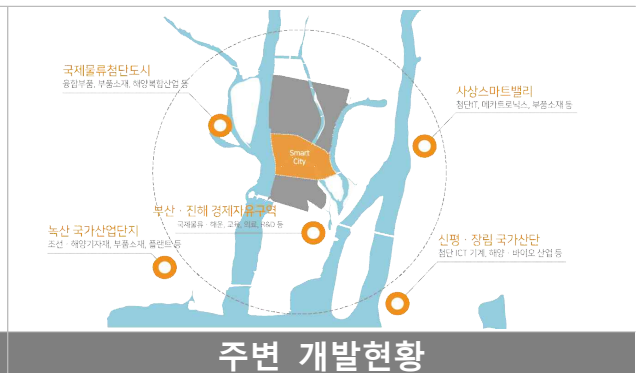 국제물류첨단도시
융합부품, 부품소재, 해양복합산업 등
사상스마트밸리
첨단IT, 메카트로닉스, 부품소재 등
Smart
City
부산 · 진해 경제자유구역
국제물류 · 해운, 교육, 의료, R&D 등
녹산 국가산업단지
조선 · 해양기자재, 부품소재, 플랜트 등
신평 · 장림 국가산단
첨단 ICT 기계, 해양 · 바이오 산업 등
주변 개발현황